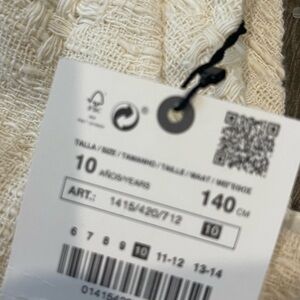 FSC
TALLA / SIZE / TAMANHO / TAILLE / MAAT /
10 AÑOS/YEARS 140 CM
ART.: 1415/420/712 10
6 7 8 9 10 11-12 13-14